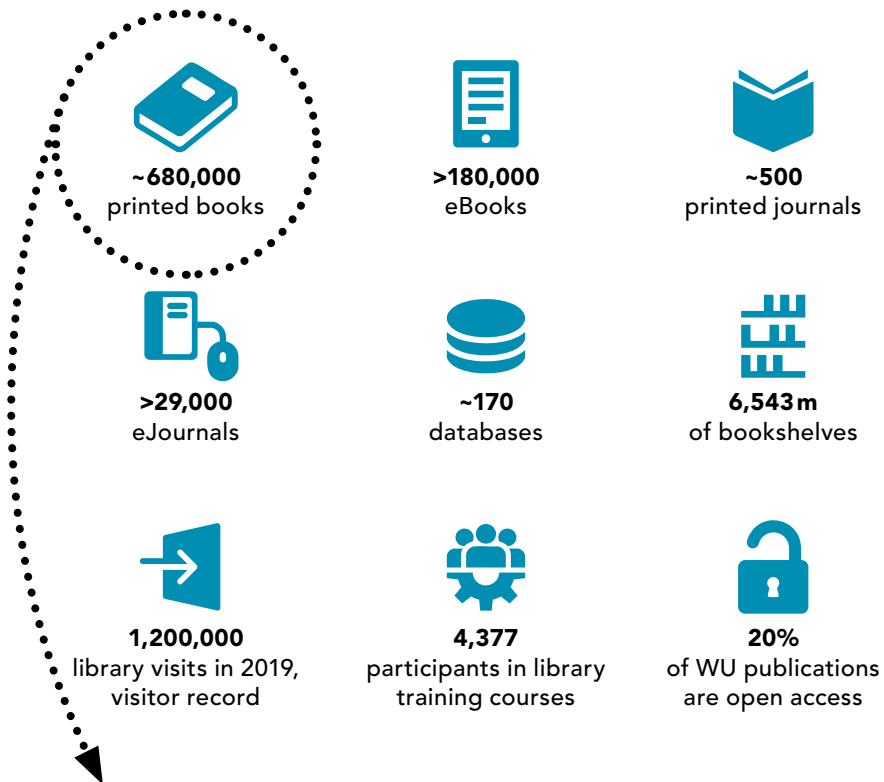 ~680,000
printed books
>180,000
eBooks
~500
printed journals
>29,000
eJournals
~170
databases
6,543 m
of bookshelves
1,200,000
library visits in 2019,
visitor record
4,377
participants in library
training courses
20%
of WU publications
are open access